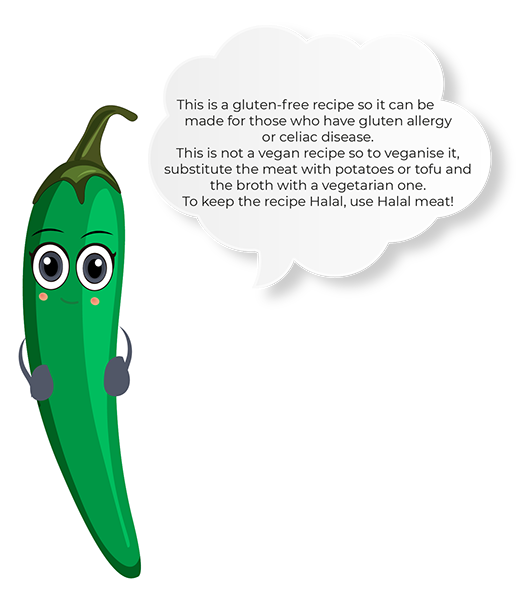 This is a gluten-free recipe so it can be
made for those who have gluten allergy
or celiac disease.
This is not a vegan recipe so to veganise it,
substitute the meat with potatoes or tofu and
the broth with a vegetarian one.
To keep the recipe Halal, use Halal meat!